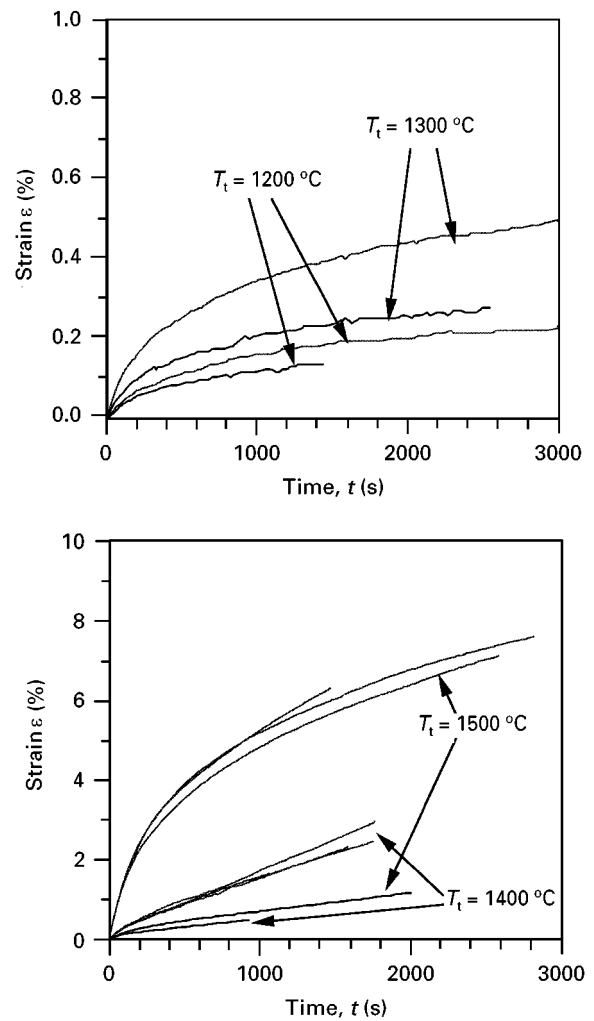 1.0
0.8
Tt = 1300 °C
0.6
Tt = 1200 °C
Strain ε (%)
0.4
0.2
0.0
0 1000 2000 3000
Time, t (s)
10
8
6
Tt = 1500 °C
Strain ε (%)
4
2
Tt = 1400 °C
0
0 1000 2000 3000
Time, t (s)